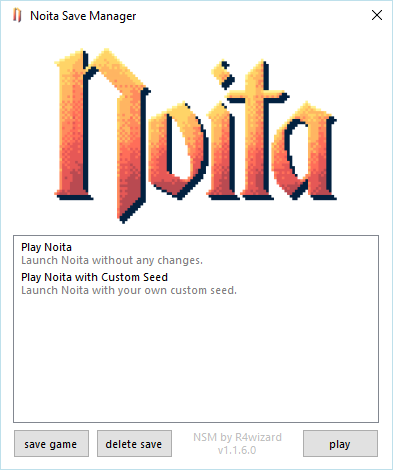 Noita Save Manager
Noita
Play Noita
Launch Noita without any changes.
Play Noita with Custom Seed
Launch Noita with your own custom seed.
save game
delete save
NSM by R4wizard
v1.1.6.0
play